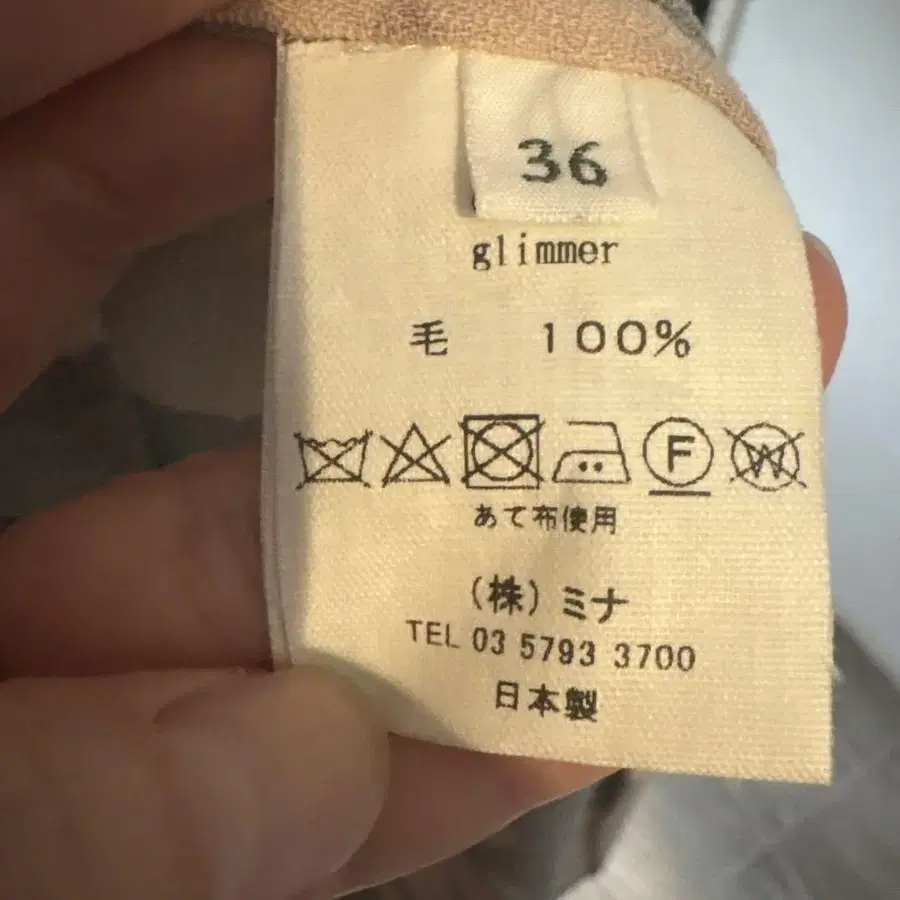 36
glimmer
毛 100%
F W
あて布使用
(株)ミナ
TEL 03 5793 3700
日本製